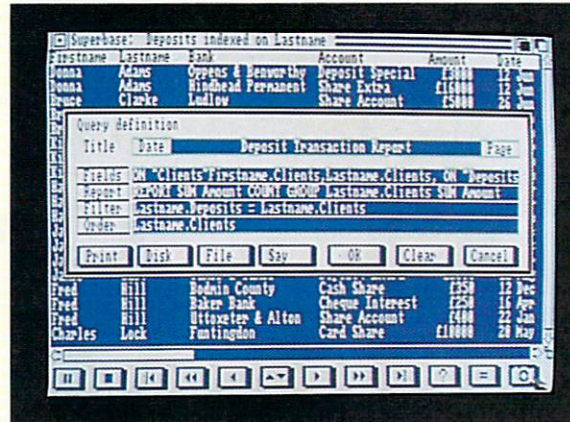 Superbase: Deposits indexed on Lastname
Firstname Lastname Bank Account Amount Date
Donna Adams Oppens & Benworthy Deposit Special £3000 12 Jun
Donna Adams Hindhead Permanent Share Extra £16000 12 Jun
Bruce Clarke Ludlow Share Account £5000 26 Jun
Query definition
Title Date Deposit Transaction Report Page
Fields ON "Clients"Firstname.Clients,Lastname.Clients, ON "Deposits
Report REPORT SUM Amount COUNT GROUP Lastname.Clients SUM Amount
Filter Lastname.Deposits = Lastname.Clients
Order Lastname.Clients
Print Disk File Say OK Clear Cancel
Fred Hill Bodmin County Cash Share £350 12 Dec
Fred Hill Baker Bank Cheque Interest £250 16 Apr
Fred Hill Uttoxeter & Alton Share Account £400 22 Jan
Charles Lock Funtingdon Card Share £10000 20 May
? =